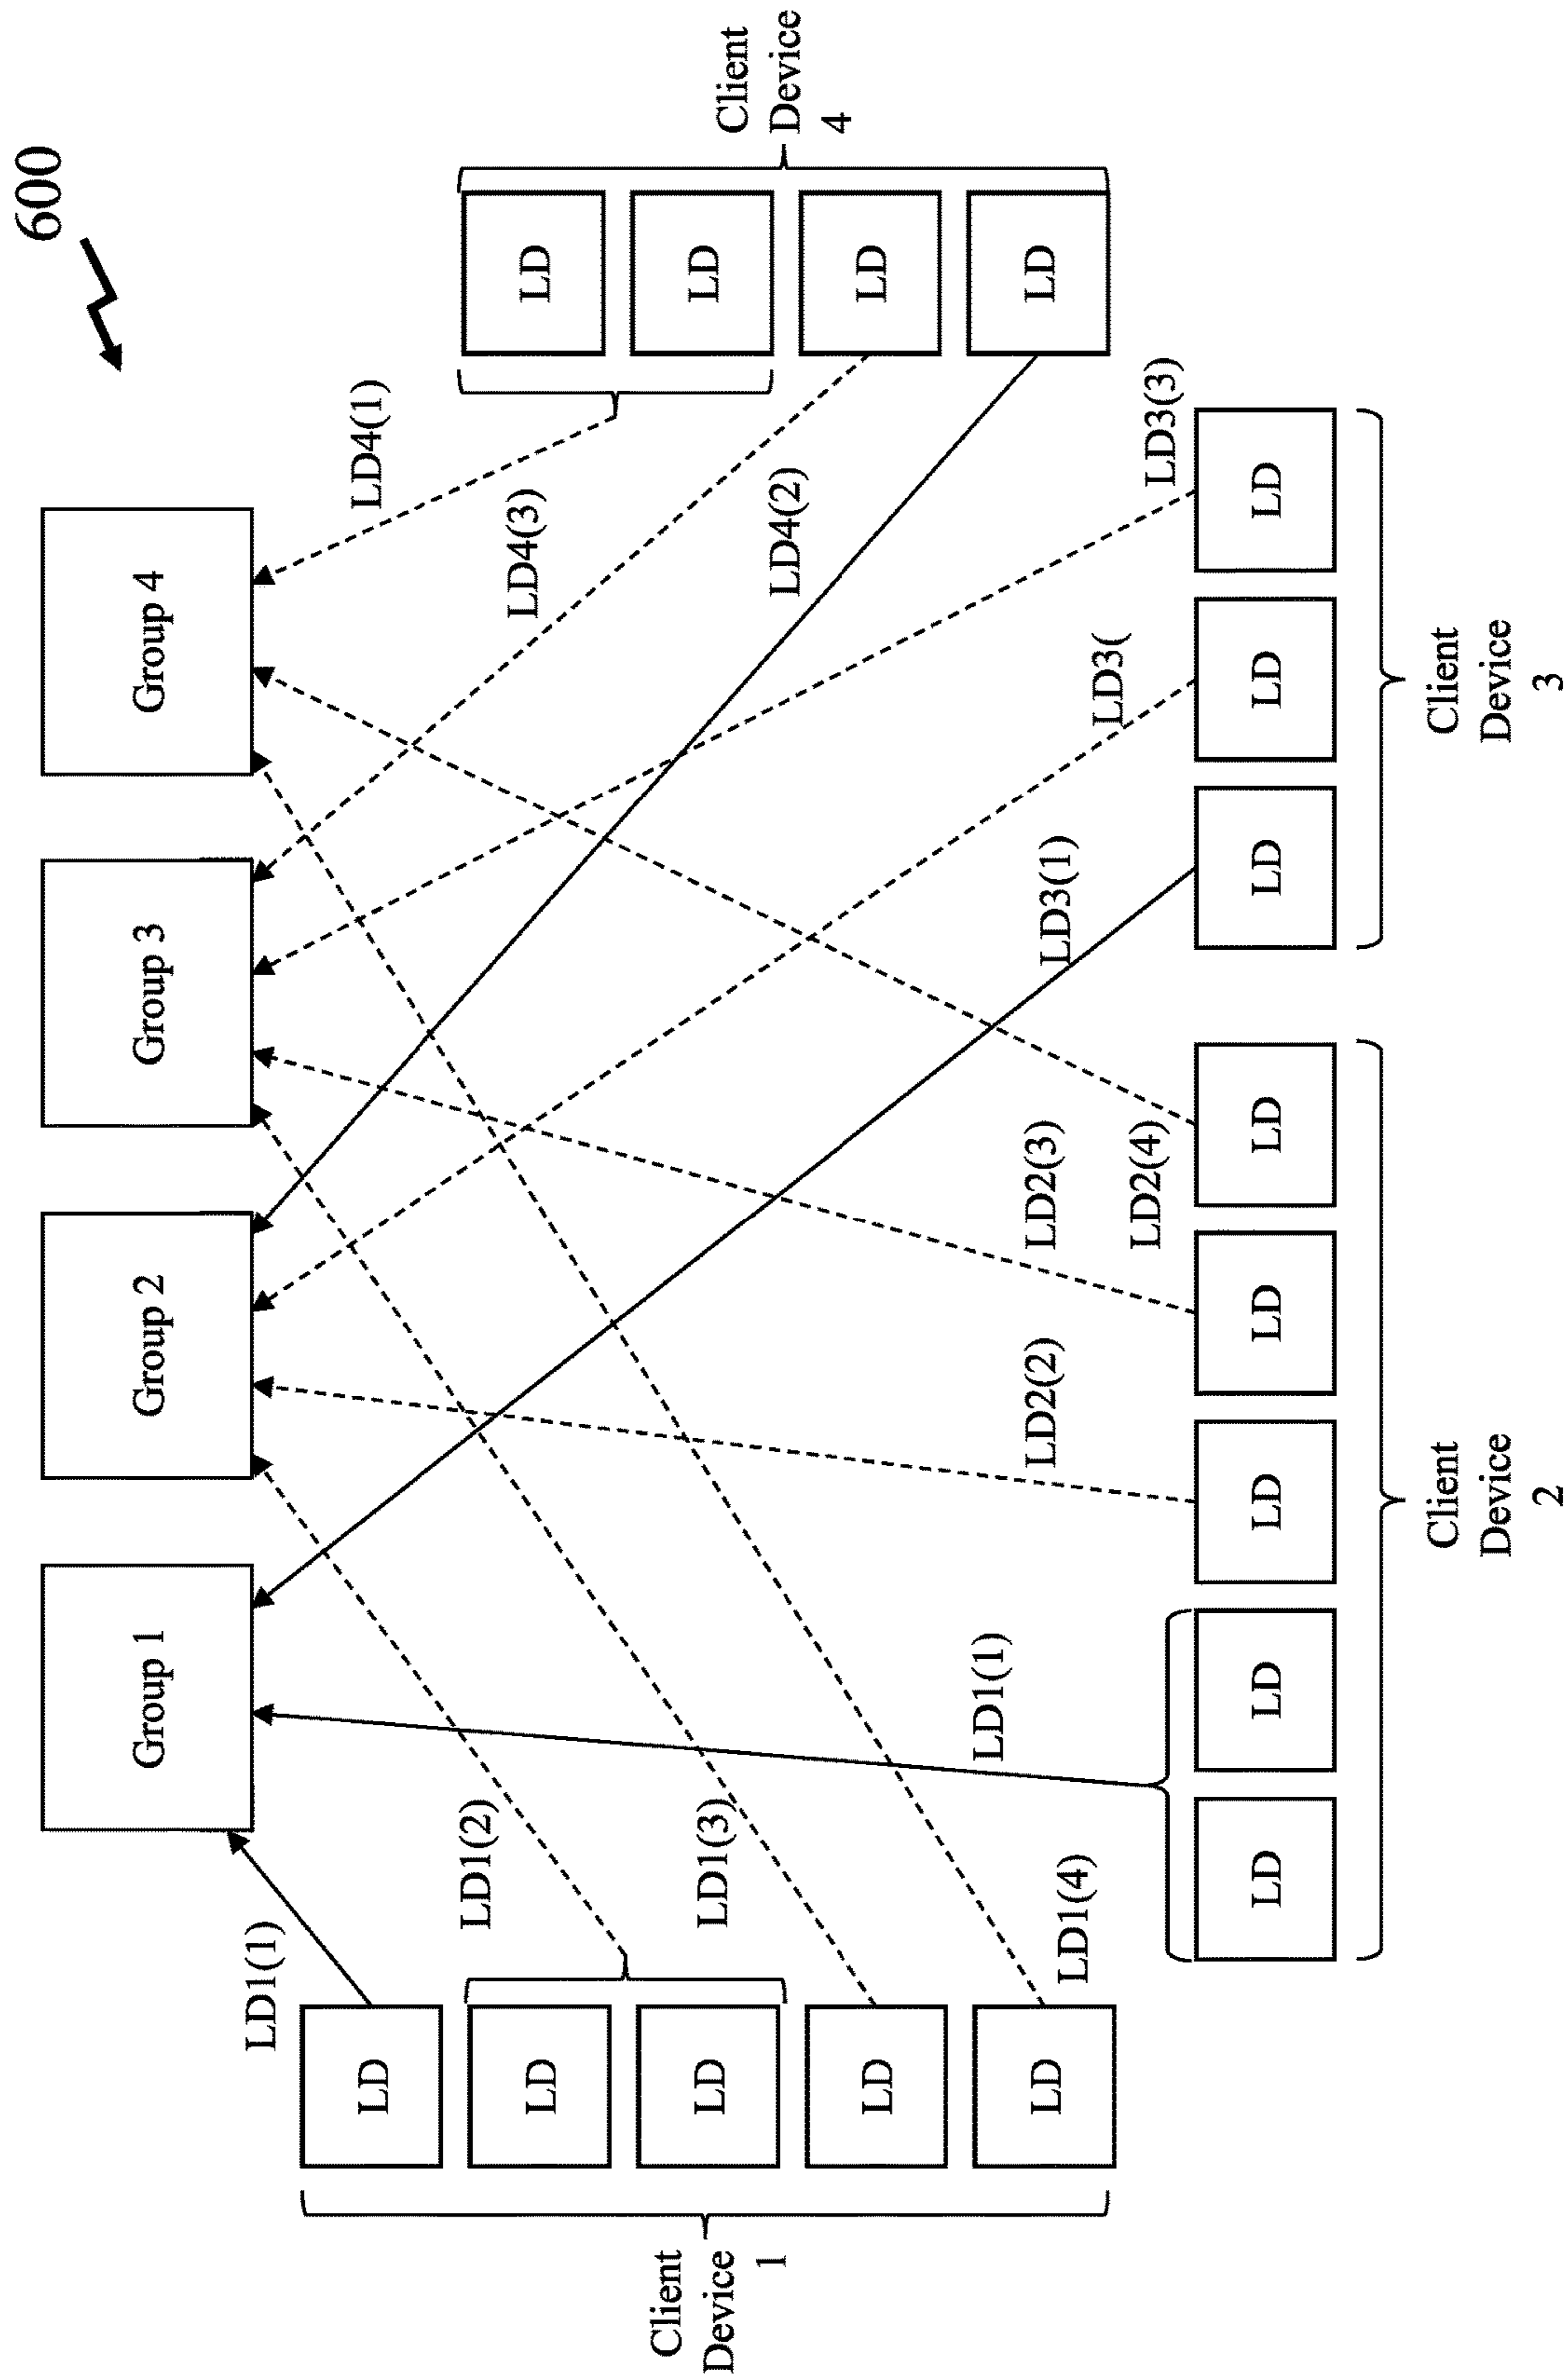 600
Group 1
Group 2
Group 3
Group 4
LD1(1)
LD1(2)
LD1(3)
LD1(4)
LD4(1)
LD4(3)
LD4(2)
LD
LD
LD
LD
LD
Client
Device
1
LD
LD
LD
LD
Client
Device
4
LD1(1)
LD2(2)
LD2(3)
LD2(4)
LD3(1)
LD3(
LD3(3)
LD
LD
LD
LD
LD
LD
LD
LD
Client
Device
2
Client
Device
3